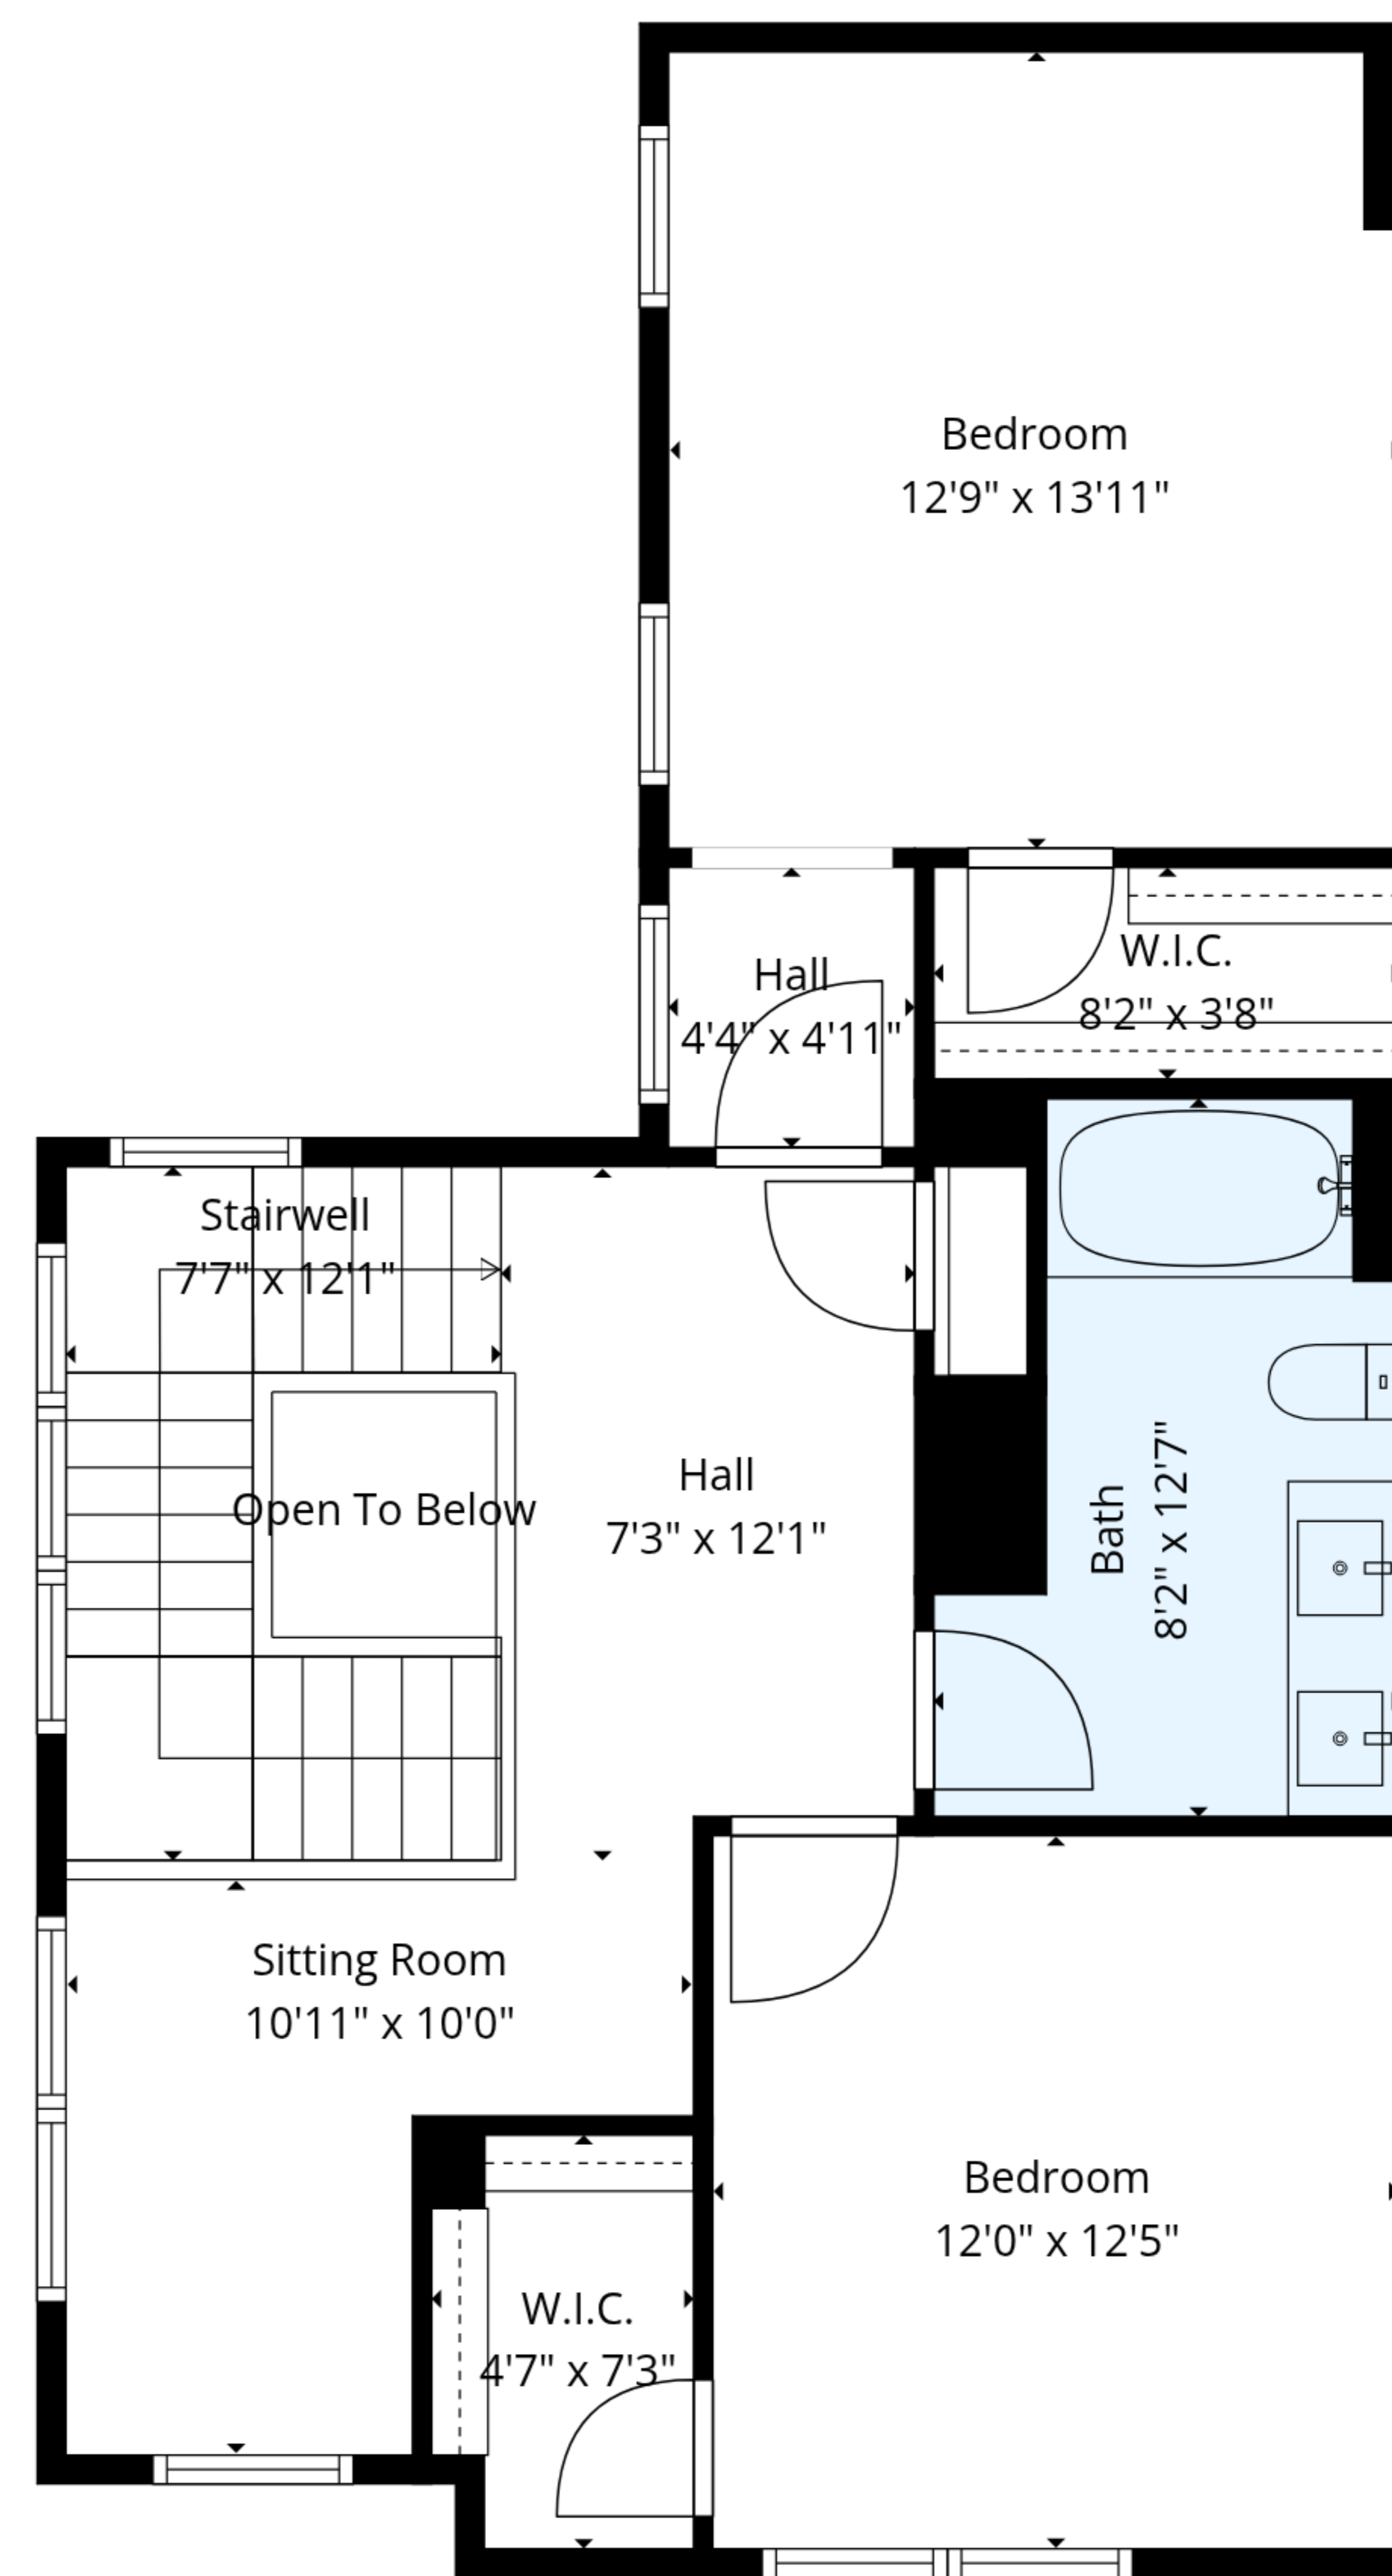 Bedroom
12'9" x 13'11"
Hall
4'4" x 4'11"
W.I.C.
8'2" x 3'8"
Stairwell
7'7" x 12'1"
Open To Below
Hall
7'3" x 12'1"
Bath
8'2" x 12'7"
Sitting Room
10'11" x 10'0"
Bedroom
12'0" x 12'5"
W.I.C.
4'7" x 7'3"